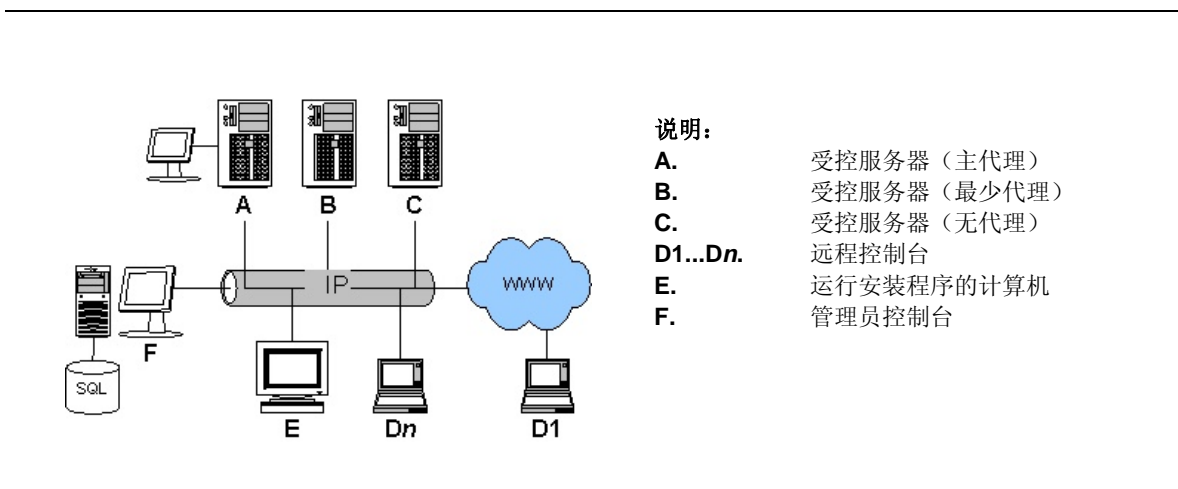 A
B
C
IP
www
F
SQL
E
Dn
D1
说明：
A. 受控服务器（主代理）
B. 受控服务器（最少代理）
C. 受控服务器（无代理）
D1...Dn. 远程控制台
E. 运行安装程序的计算机
F. 管理员控制台